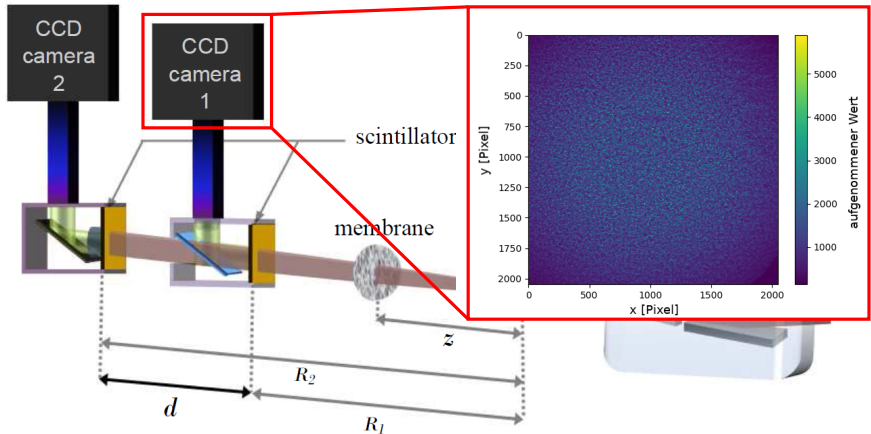 CCD
camera
2
CCD
camera
1
scintillator
membrane
z
R2
d
R1
0
250
500
750
1000
1250
1500
1750
2000
y [Pixel]
0
500
1000
1500
2000
x [Pixel]
5000
4000
3000
2000
1000
aufgenommener Wert